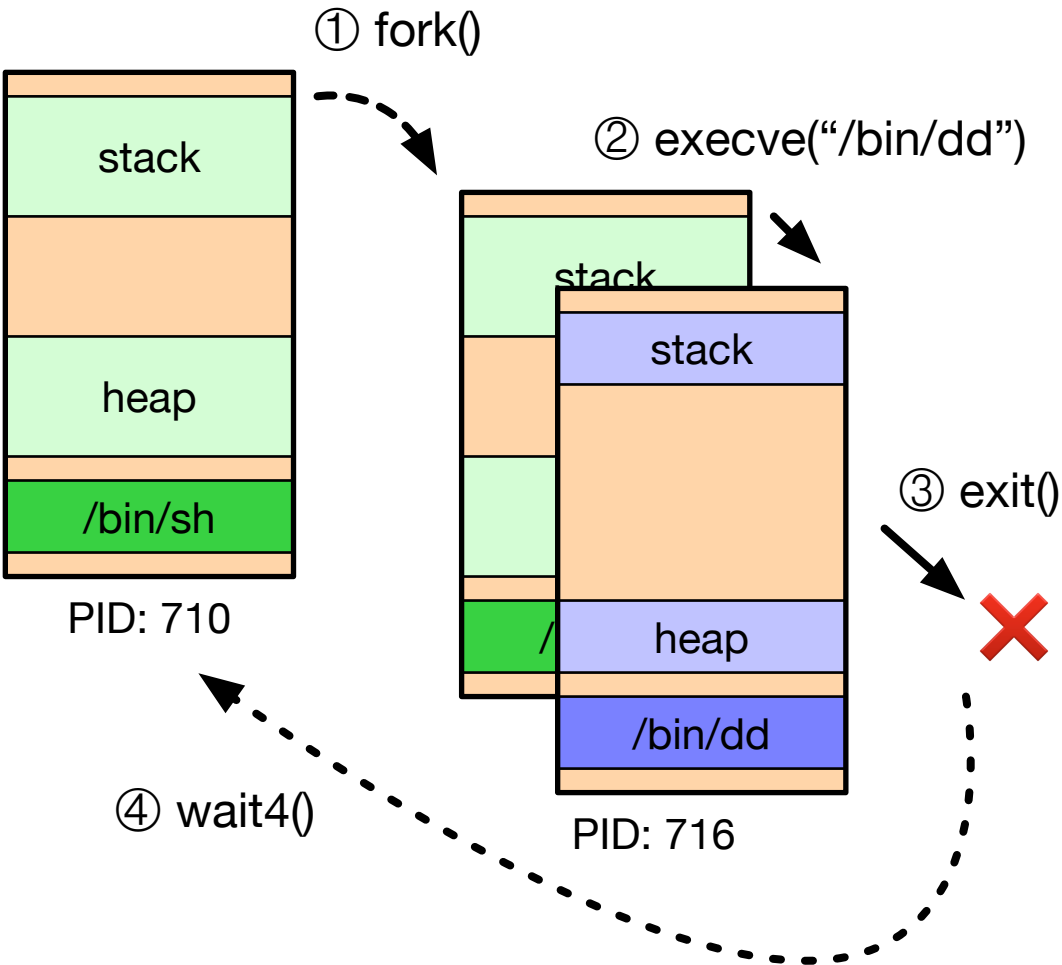 ① fork()
② execve(“/bin/dd”)
stack
heap
/bin/sh
PID: 710
stack
/
stack
heap
/bin/dd
PID: 716
③ exit()
④ wait4()